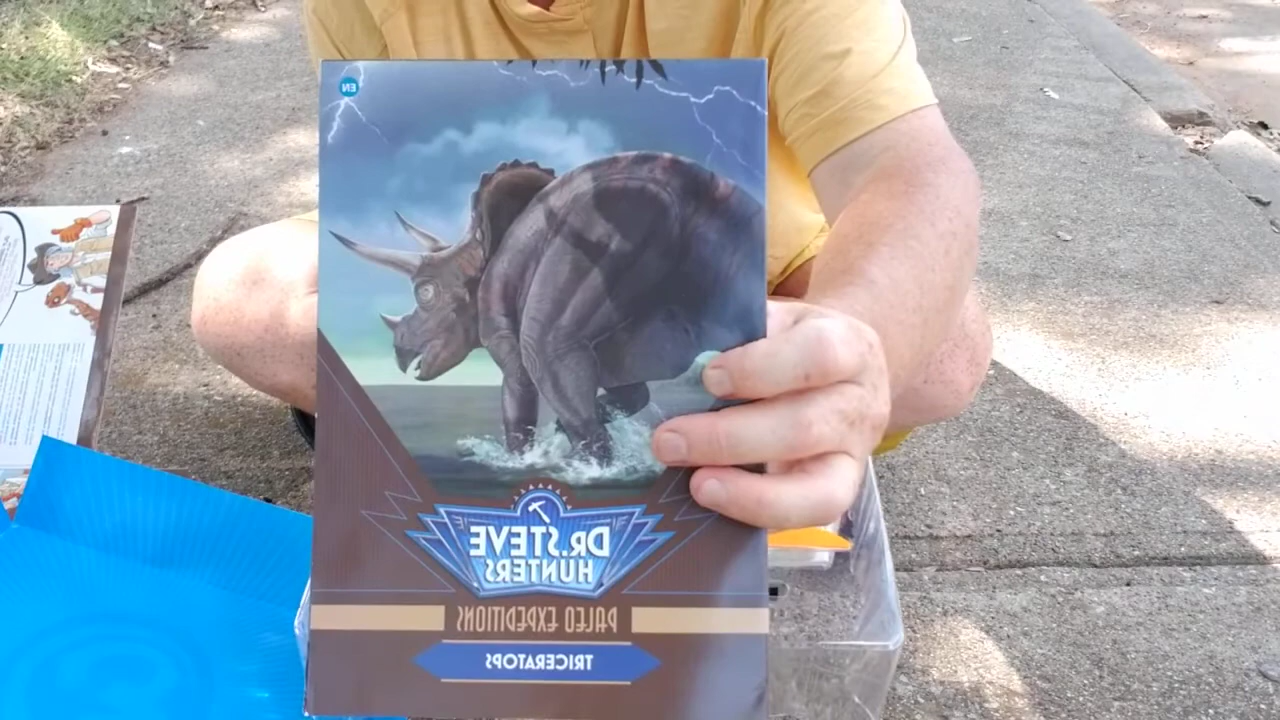 EN
DR. STEVE
HUNTERS
PALEO EXPEDITIONS
TRICERATOPS